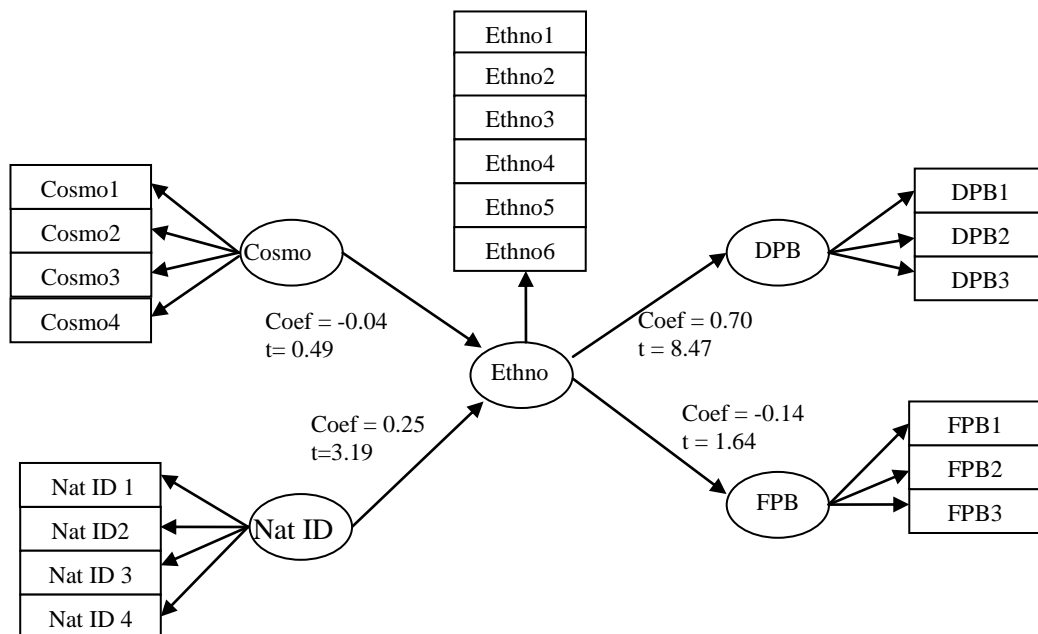 Ethno1
Ethno2
Ethno3
Ethno4
Ethno5
Ethno6
Cosmo1
Cosmo2
Cosmo3
Cosmo4
Cosmo
Coef = -0.04
t= 0.49
Ethno
DPB
DPB1
DPB2
DPB3
Coef = 0.70
t = 8.47
Coef = 0.25
t=3.19
Coef = -0.14
t = 1.64
Nat ID 1
Nat ID2
Nat ID 3
Nat ID 4
Nat ID
FPB
FPB1
FPB2
FPB3